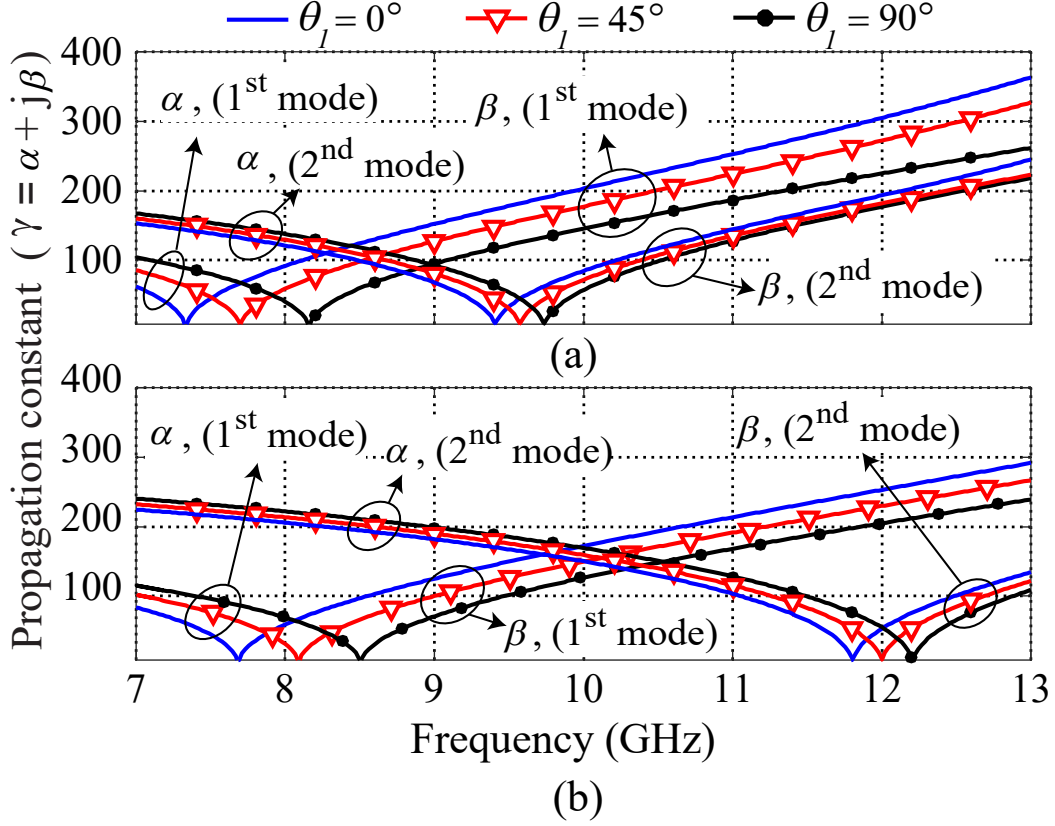 θ₁ = 0° θ₁ = 45° θ₁ = 90°
Propagation constant ( γ = α + jβ)
400
300
200
100
α , (1st mode)
α , (2nd mode)
β , (1st mode)
β , (2nd mode)
(a)
400
300
200
100
α , (1st mode)
α , (2nd mode)
β , (2nd mode)
β , (1st mode)
7 8 9 10 11 12 13
Frequency (GHz)
(b)